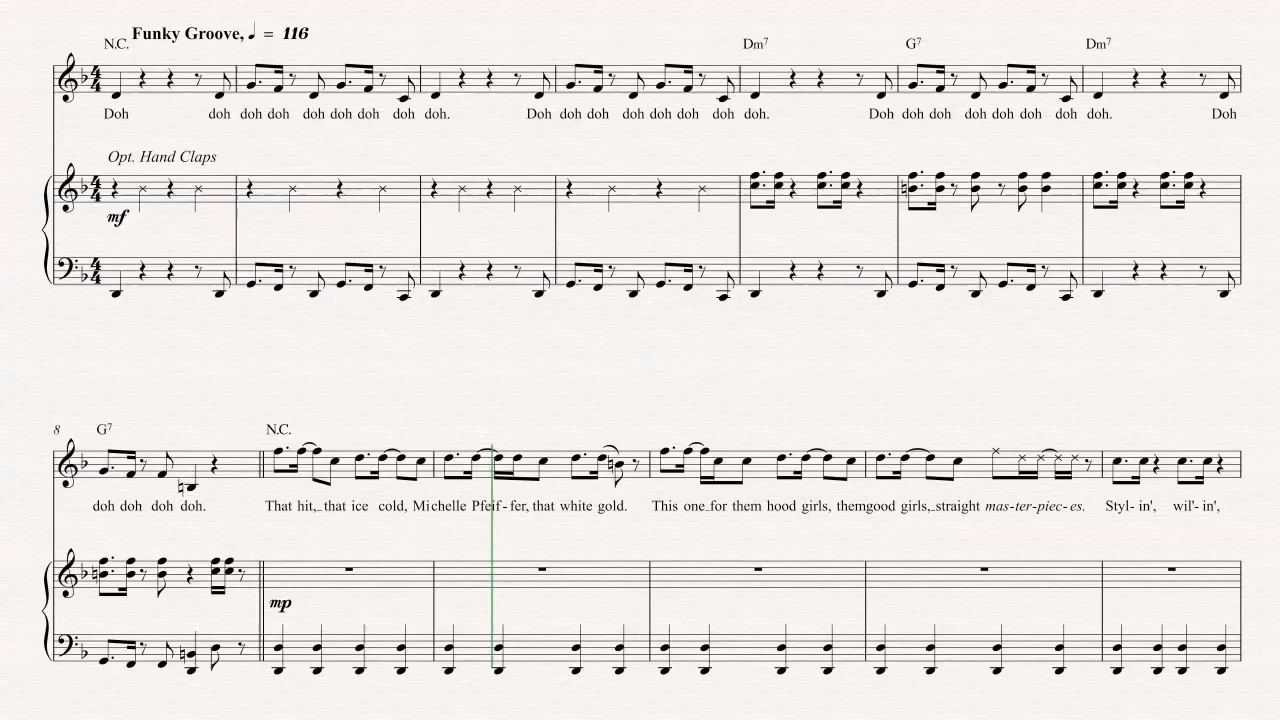 Funky Groove, ♩ = 116
N.C. Dm7 G7 Dm7
Doh doh doh doh doh doh doh doh doh. Doh doh doh doh doh doh doh doh. Doh doh doh doh doh doh doh. Doh
Opt. Hand Claps
4 4
mf
8 G7 N.C.
doh doh doh doh. That hit, that ice cold, Michelle Pfeif-fer, that white gold. This one for them hood girls, themgood girls, straight mas-ter-piec-es. Styl-in', wil'-in',
mp